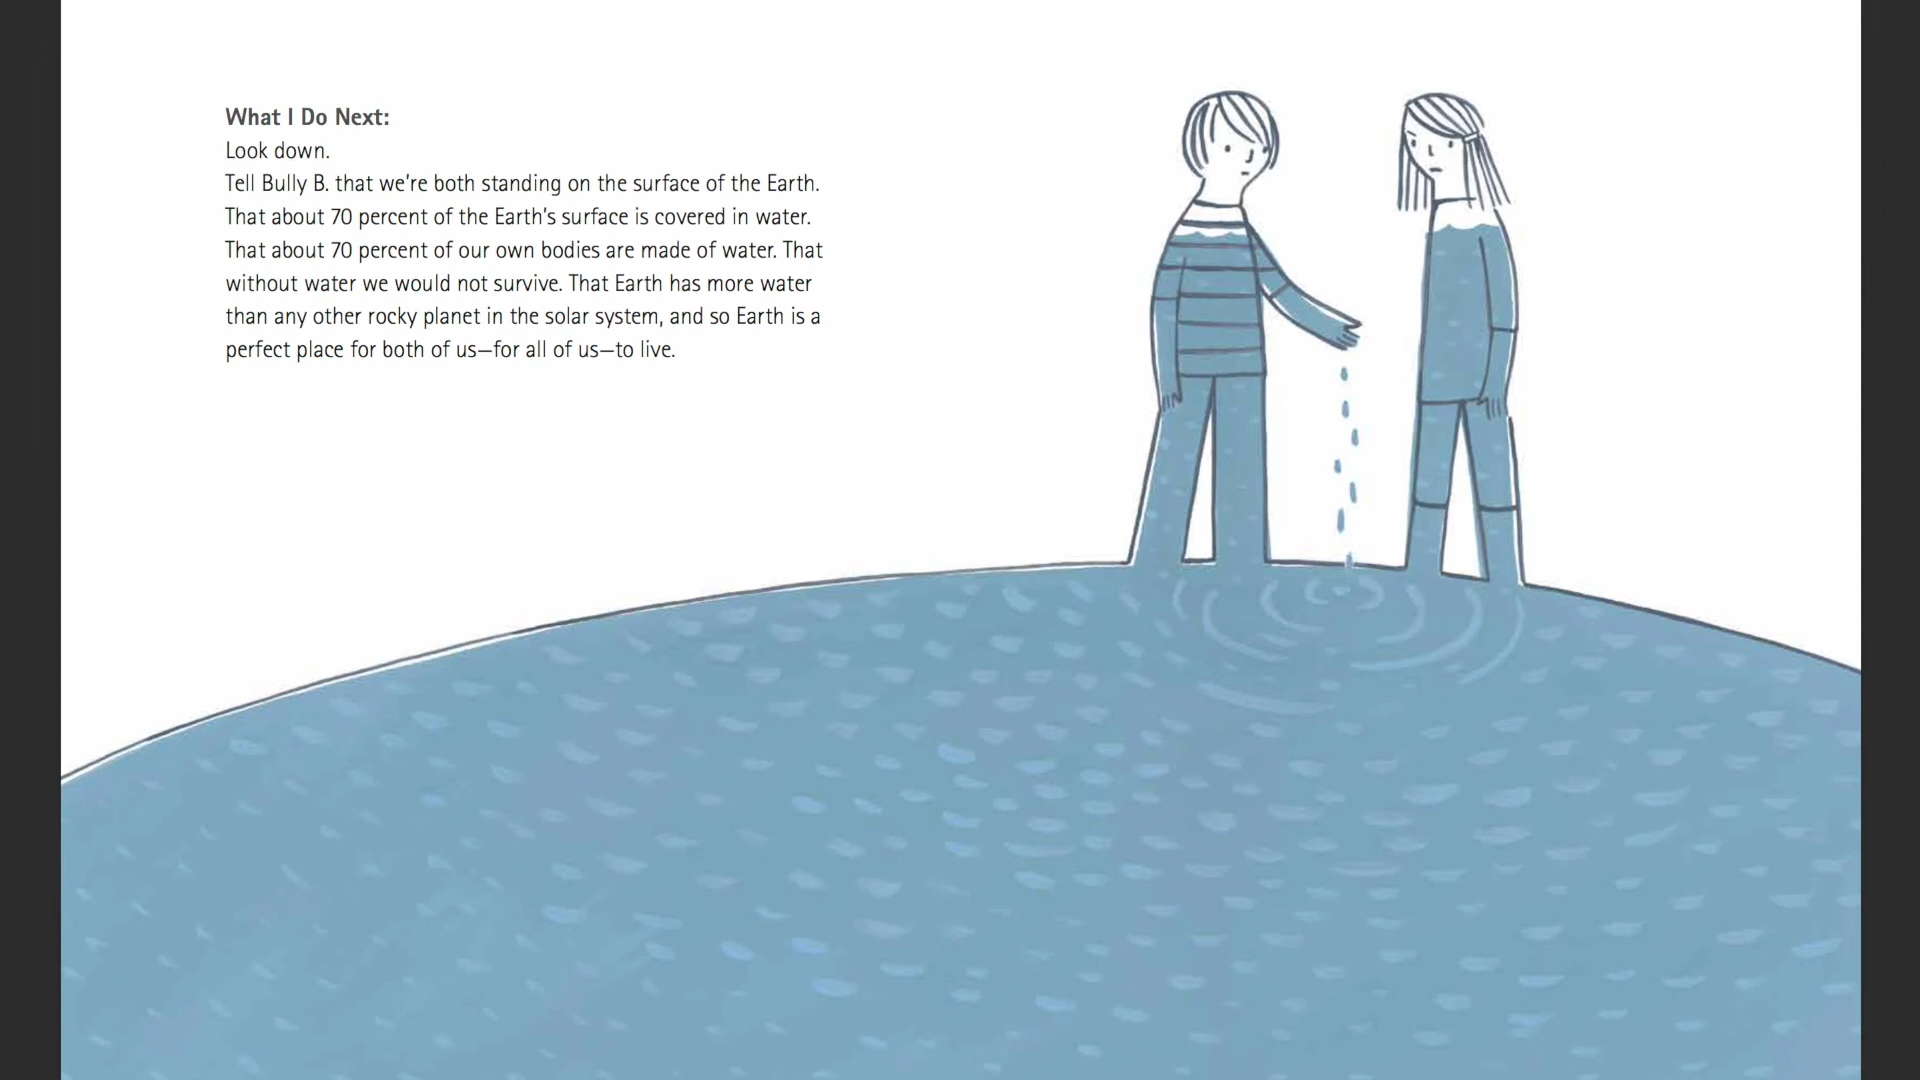 What I Do Next:
Look down.
Tell Bully B. that we're both standing on the surface of the Earth.
That about 70 percent of the Earth's surface is covered in water.
That about 70 percent of our own bodies are made of water. That
without water we would not survive. That Earth has more water
than any other rocky planet in the solar system, and so Earth is a
perfect place for both of us—for all of us—to live.